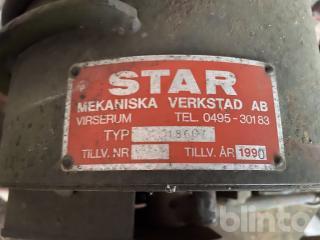 STAR
MEKANISKA VERKSTAD AB
VIRSERUM TEL. 0495-30183
TYP
TILLV. NR TILLV. ÅR 1990
blinto